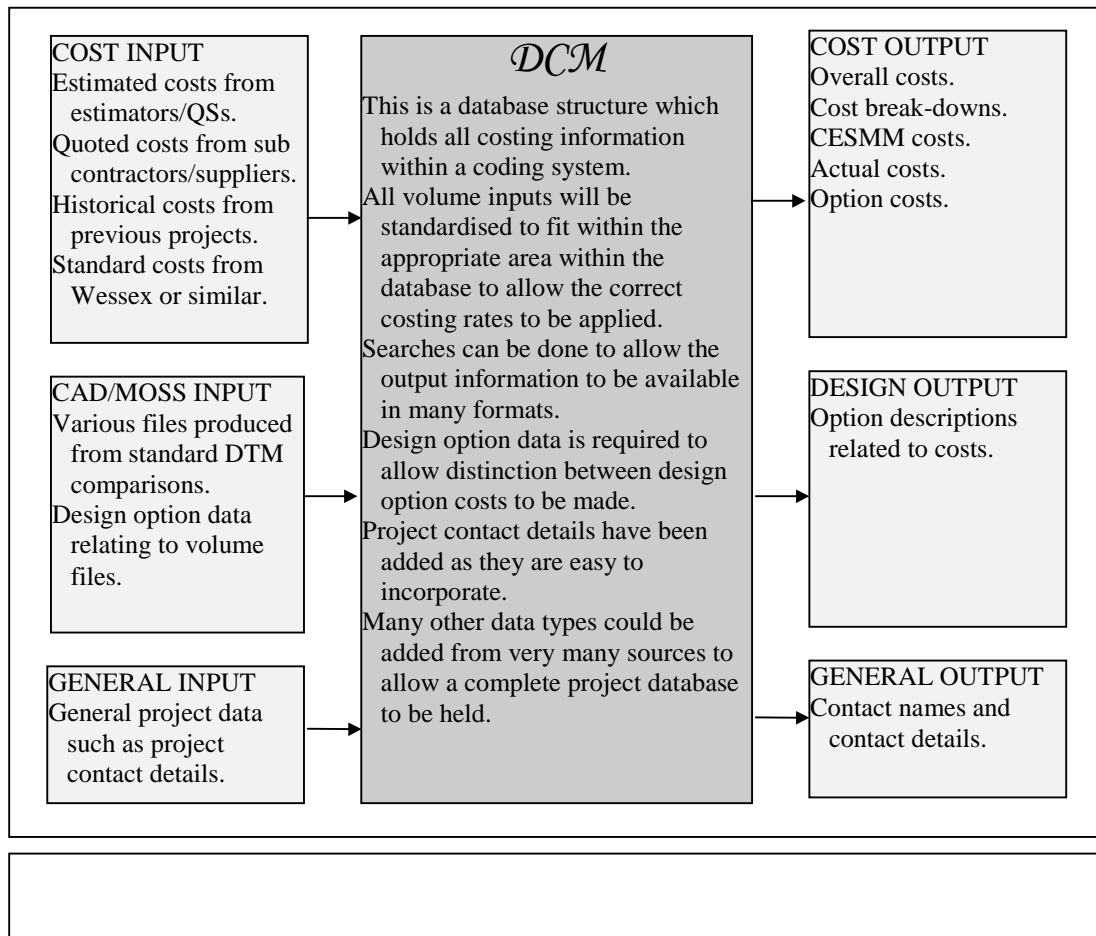 COST INPUT
Estimated costs from
estimators/QSs.
Quoted costs from sub
contractors/suppliers.
Historical costs from
previous projects.
Standard costs from
Wessex or similar.
CAD/MOSS INPUT
Various files produced
from standard DTM
comparisons.
Design option data
relating to volume
files.
GENERAL INPUT
General project data
such as project
contact details.
DCM
This is a database structure which
holds all costing information
within a coding system.
All volume inputs will be
standardised to fit within the
appropriate area within the
database to allow the correct
costing rates to be applied.
Searches can be done to allow the
output information to be available
in many formats.
Design option data is required to
allow distinction between design
option costs to be made.
Project contact details have been
added as they are easy to
incorporate.
Many other data types could be
added from very many sources to
allow a complete project database
to be held.
COST OUTPUT
Overall costs.
Cost break-downs.
CESMM costs.
Actual costs.
Option costs.
DESIGN OUTPUT
Option descriptions
related to costs.
GENERAL OUTPUT
Contact names and
contact details.